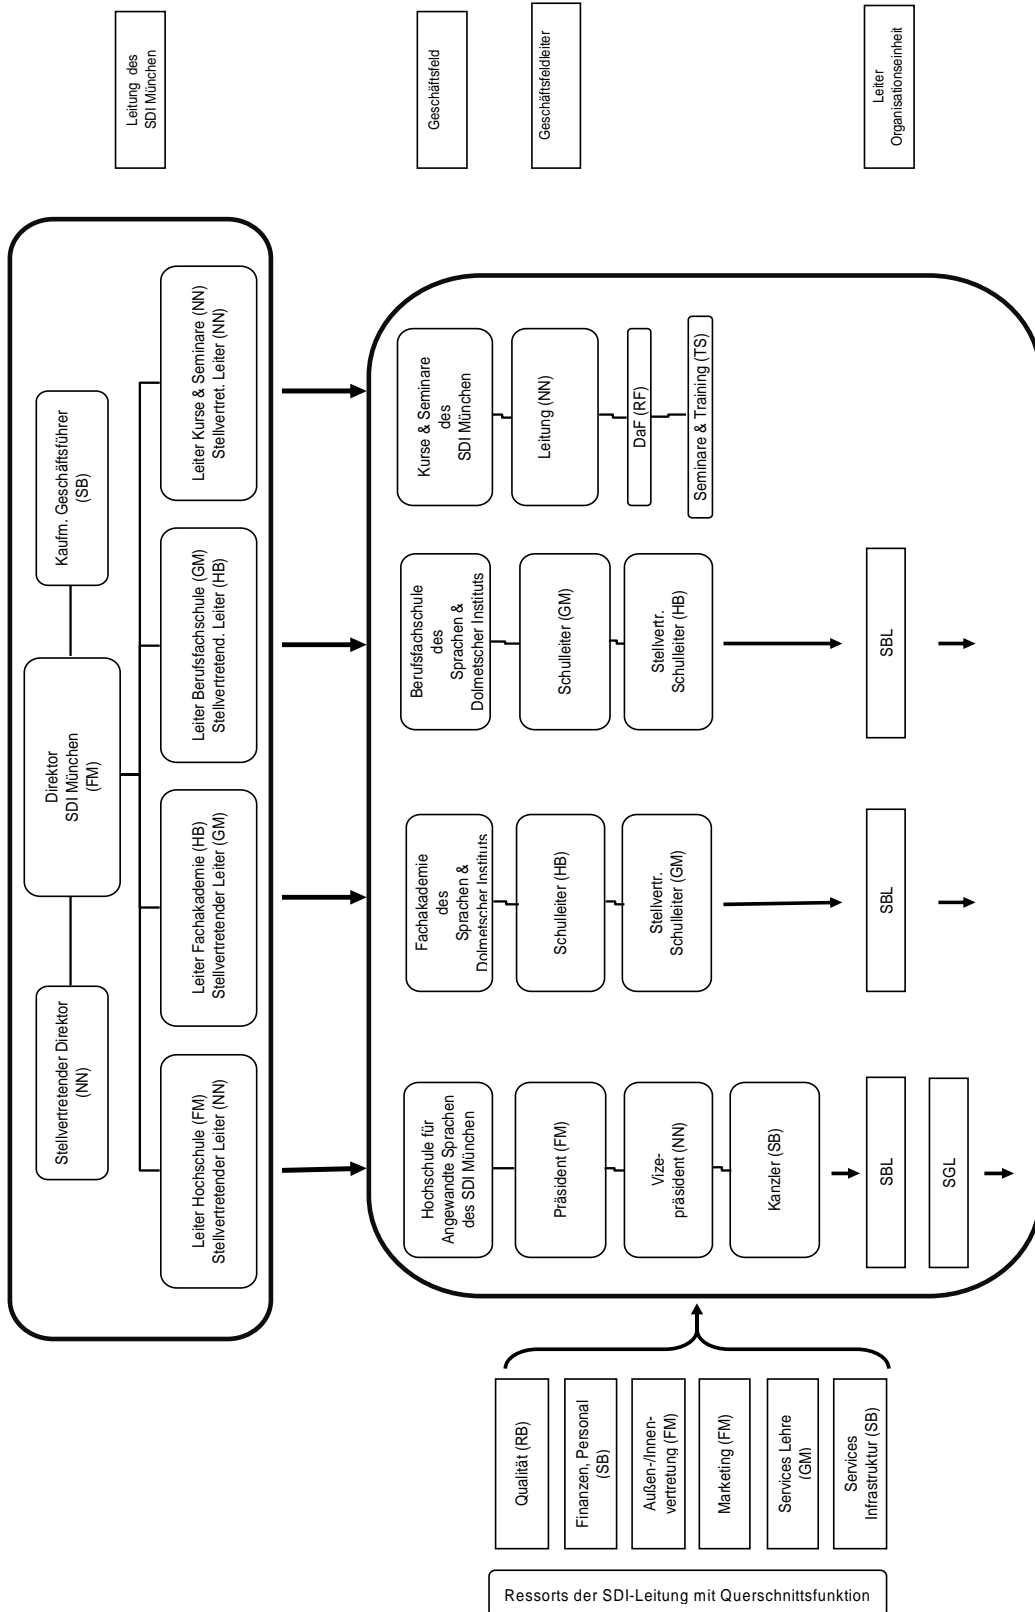 Stellvertretender Direktor
(NN)
Direktor
SDI München
(FM)
Kaufm. Geschäftsführer
(SB)
Leitung des
SDI München
Leiter Hochschule (FM)
Stellvertretender Leiter (NN)
Leiter Fachakademie (HB)
Stellvertretender Leiter (GM)
Leiter Berufsfachschule (GM)
Stellvertretend. Leiter (HB)
Leiter Kurse & Seminare (NN)
Stellvertret. Leiter (NN)
Hochschule für
Angewandte Sprachen
des SDI München
Fachakademie
des
Sprachen &
Dolmetscher Instituts
Berufsfachschule
des
Sprachen &
Dolmetscher Instituts
Kurse & Seminare
des
SDI München
Geschäftsfeld
Präsident (FM)
Schulleiter (HB)
Schulleiter (GM)
Leitung (NN)
Geschäftsfeldleiter
Vize-
präsident (NN)
Stellvertr.
Schulleiter (GM)
Stellvertr.
Schulleiter (HB)
DaF (RF)
Kanzler (SB)
Seminare & Training (TS)
SBL
SBL
SBL
Leiter
Organisationseinheit
SGL
Ressorts der SDI-Leitung mit Querschnittsfunktion
Qualität (RB)
Finanzen, Personal
(SB)
Außen-/Innen-
vertretung (FM)
Marketing (FM)
Services Lehre
(GM)
Services
Infrastruktur (SB)